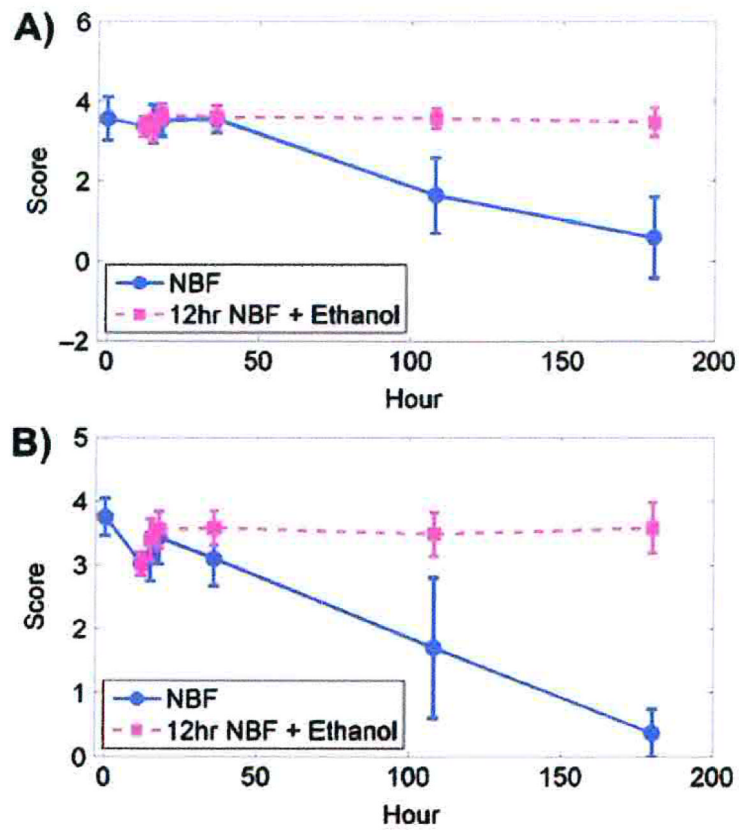 A)
6
4
2
0
−2
Score
NBF
12hr NBF + Ethanol
0 50 100 150 200
Hour
B)
5
4
3
2
1
0
Score
NBF
12hr NBF + Ethanol
0 50 100 150 200
Hour